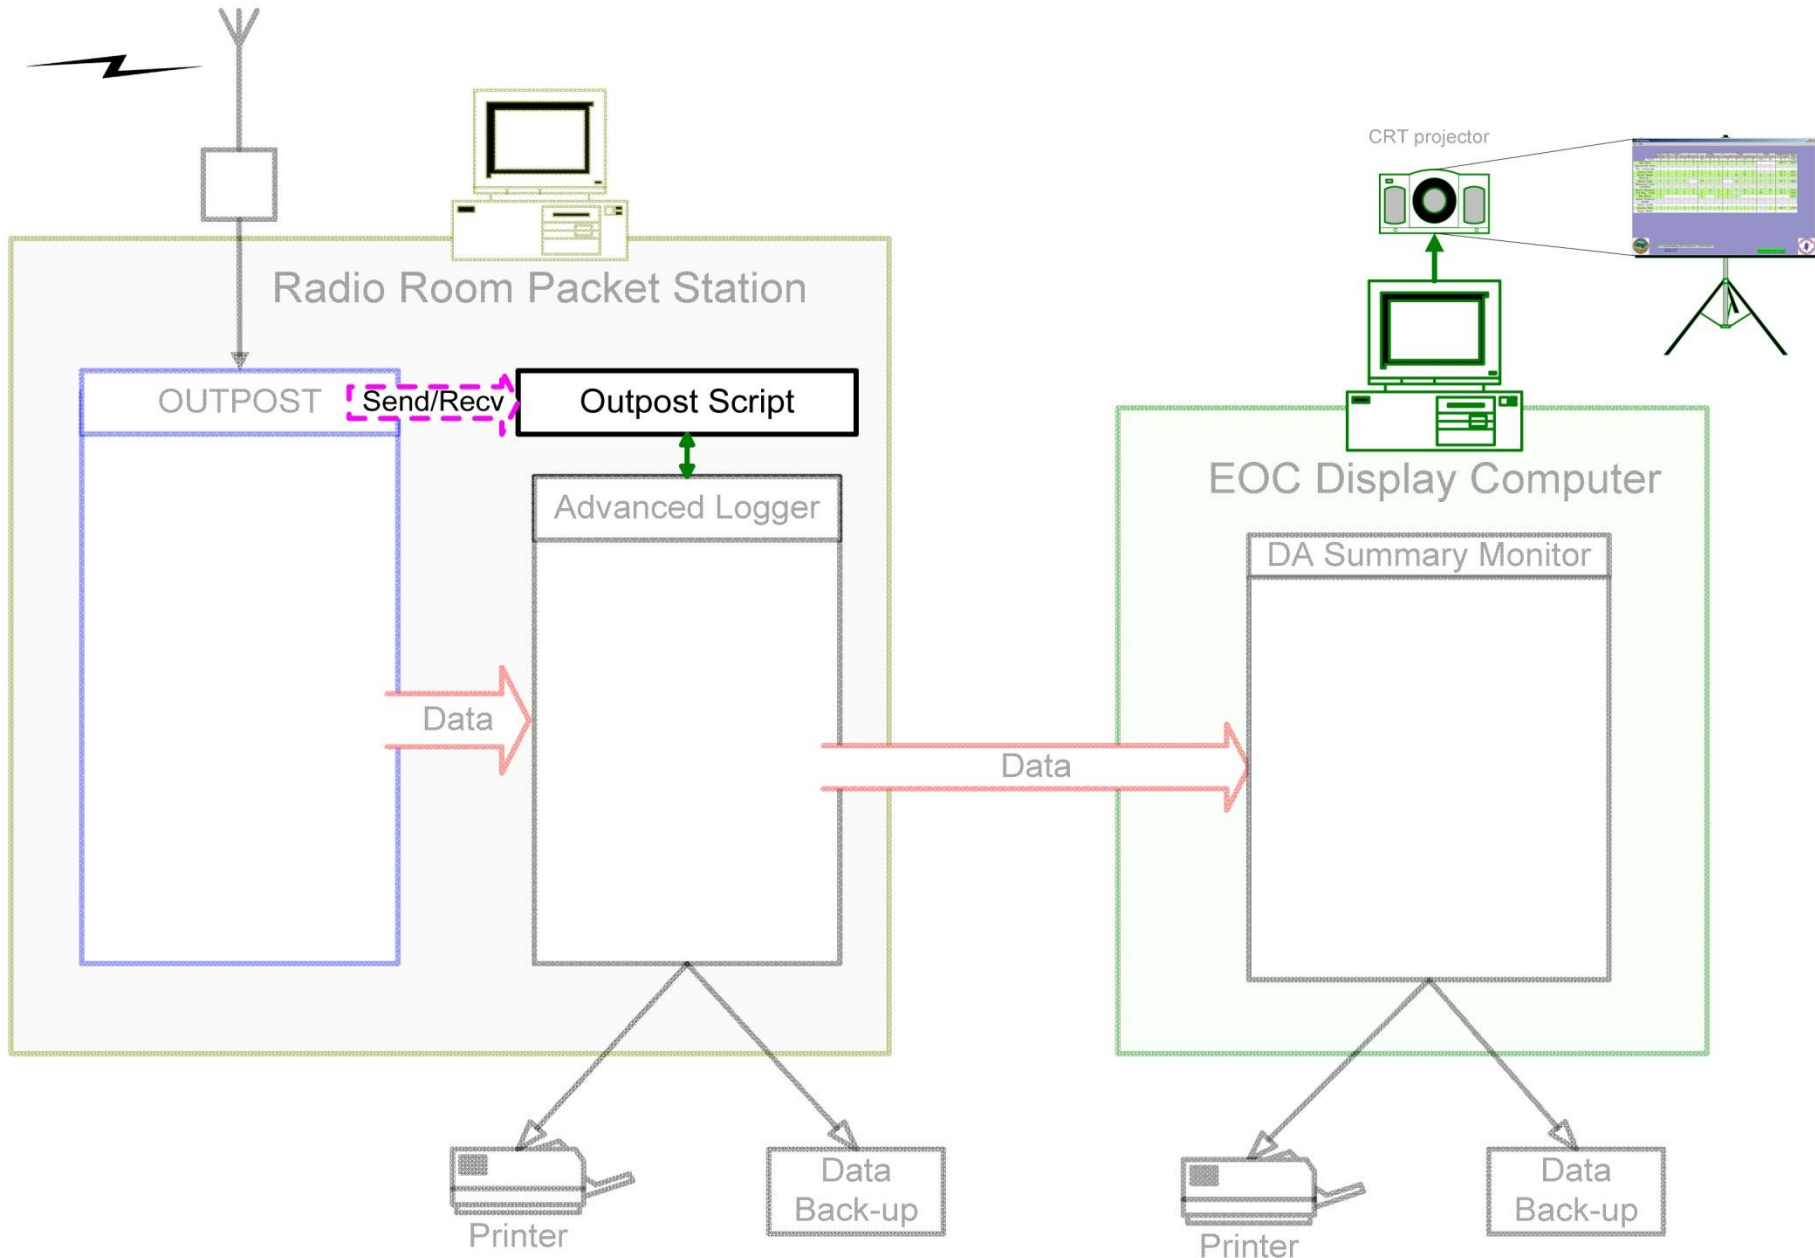 CRT projector
Radio Room Packet Station
OUTPOST
Send/Recv
Outpost Script
Advanced Logger
Data
Data
EOC Display Computer
DA Summary Monitor
Printer
Data
Back-up
Printer
Data
Back-up